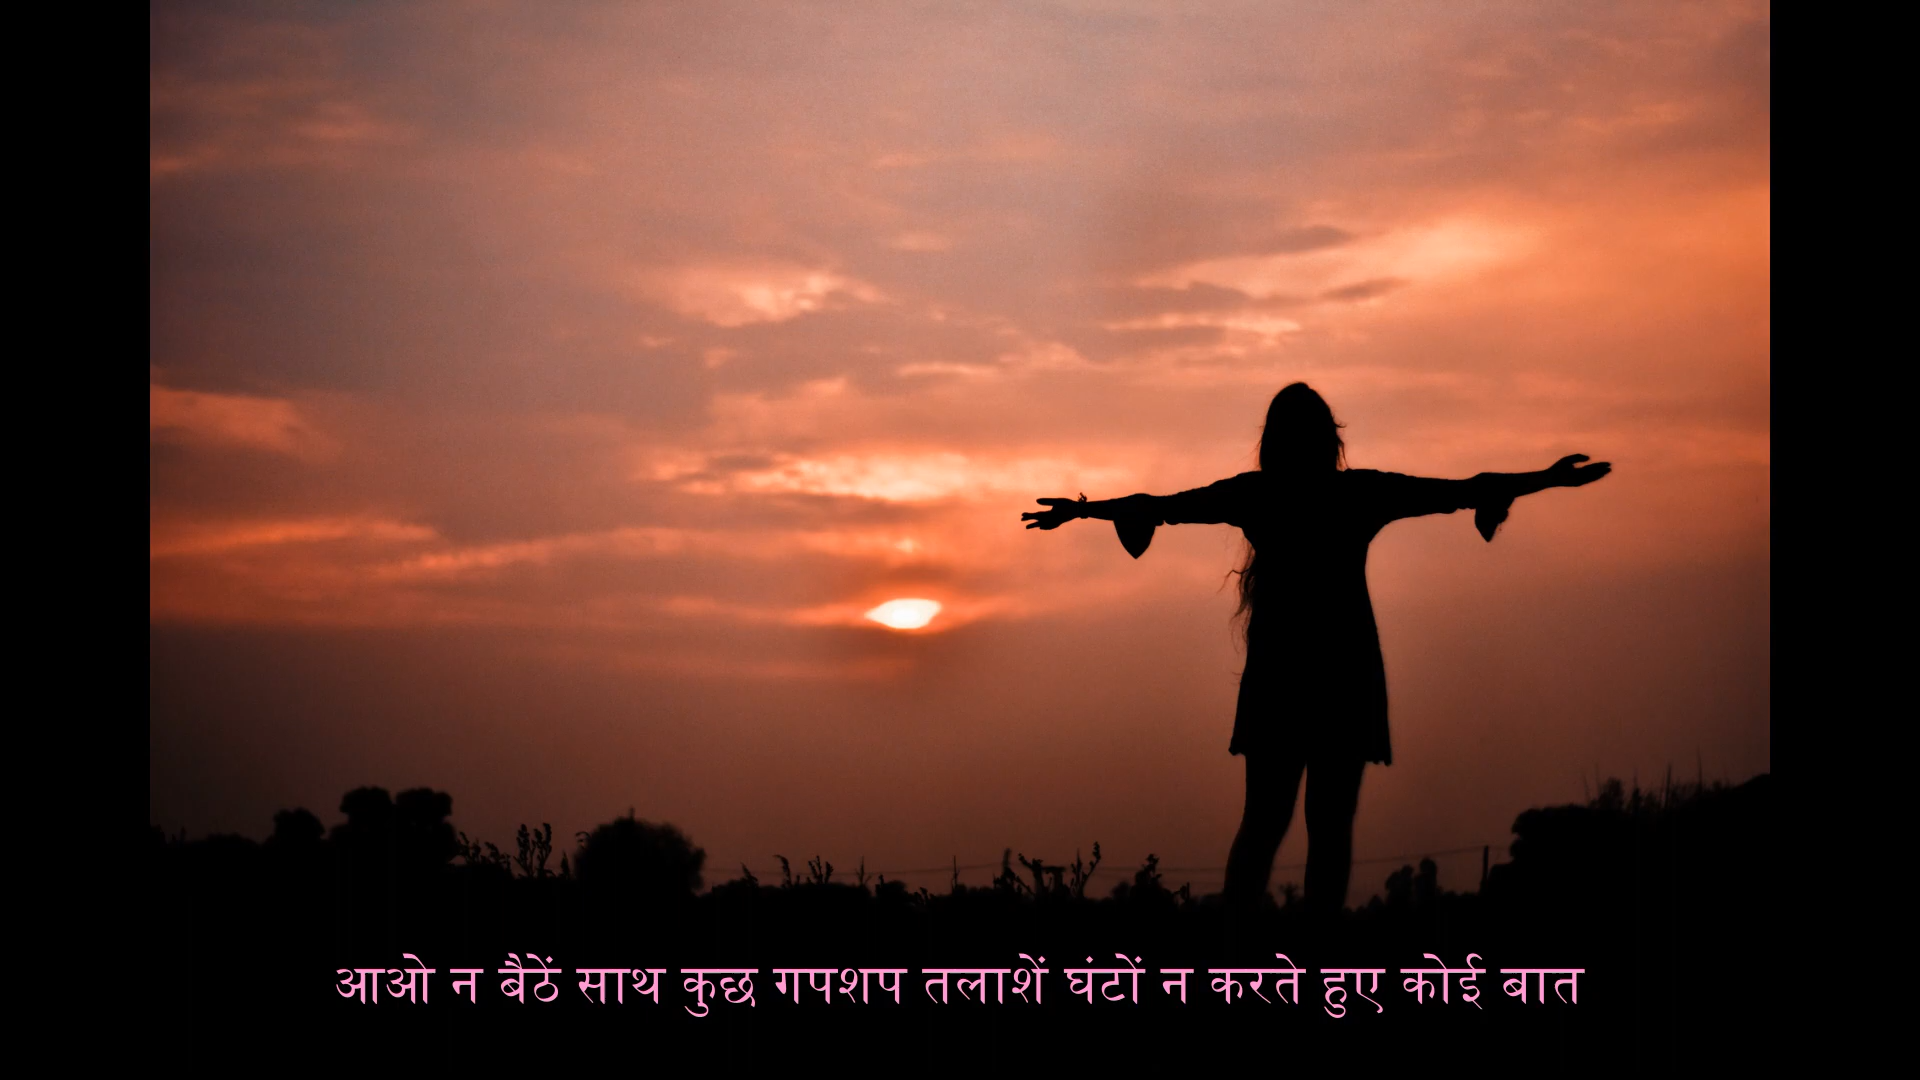 आओ न बैठें साथ कुछ गपशप तलाशें घंटों न करते हुए कोई बात